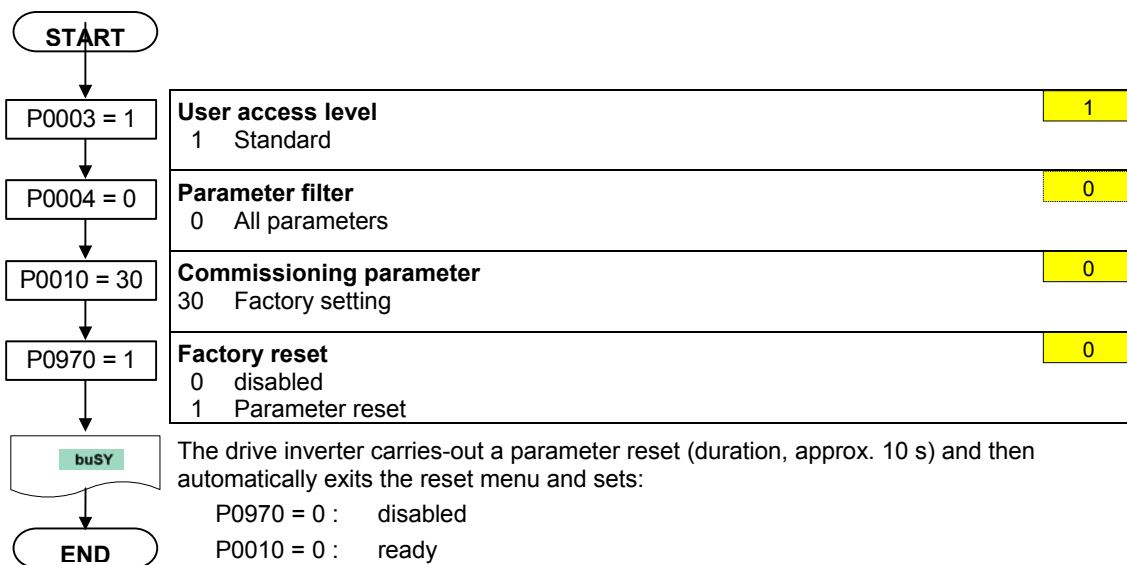 START
P0003 = 1
User access level 1
1 Standard
P0004 = 0
Parameter filter 0
0 All parameters
P0010 = 30
Commissioning parameter 0
30 Factory setting
P0970 = 1
Factory reset 0
0 disabled
1 Parameter reset
buSY
The drive inverter carries-out a parameter reset (duration, approx. 10 s) and then
automatically exits the reset menu and sets:
P0970 = 0 : disabled
P0010 = 0 : ready
END